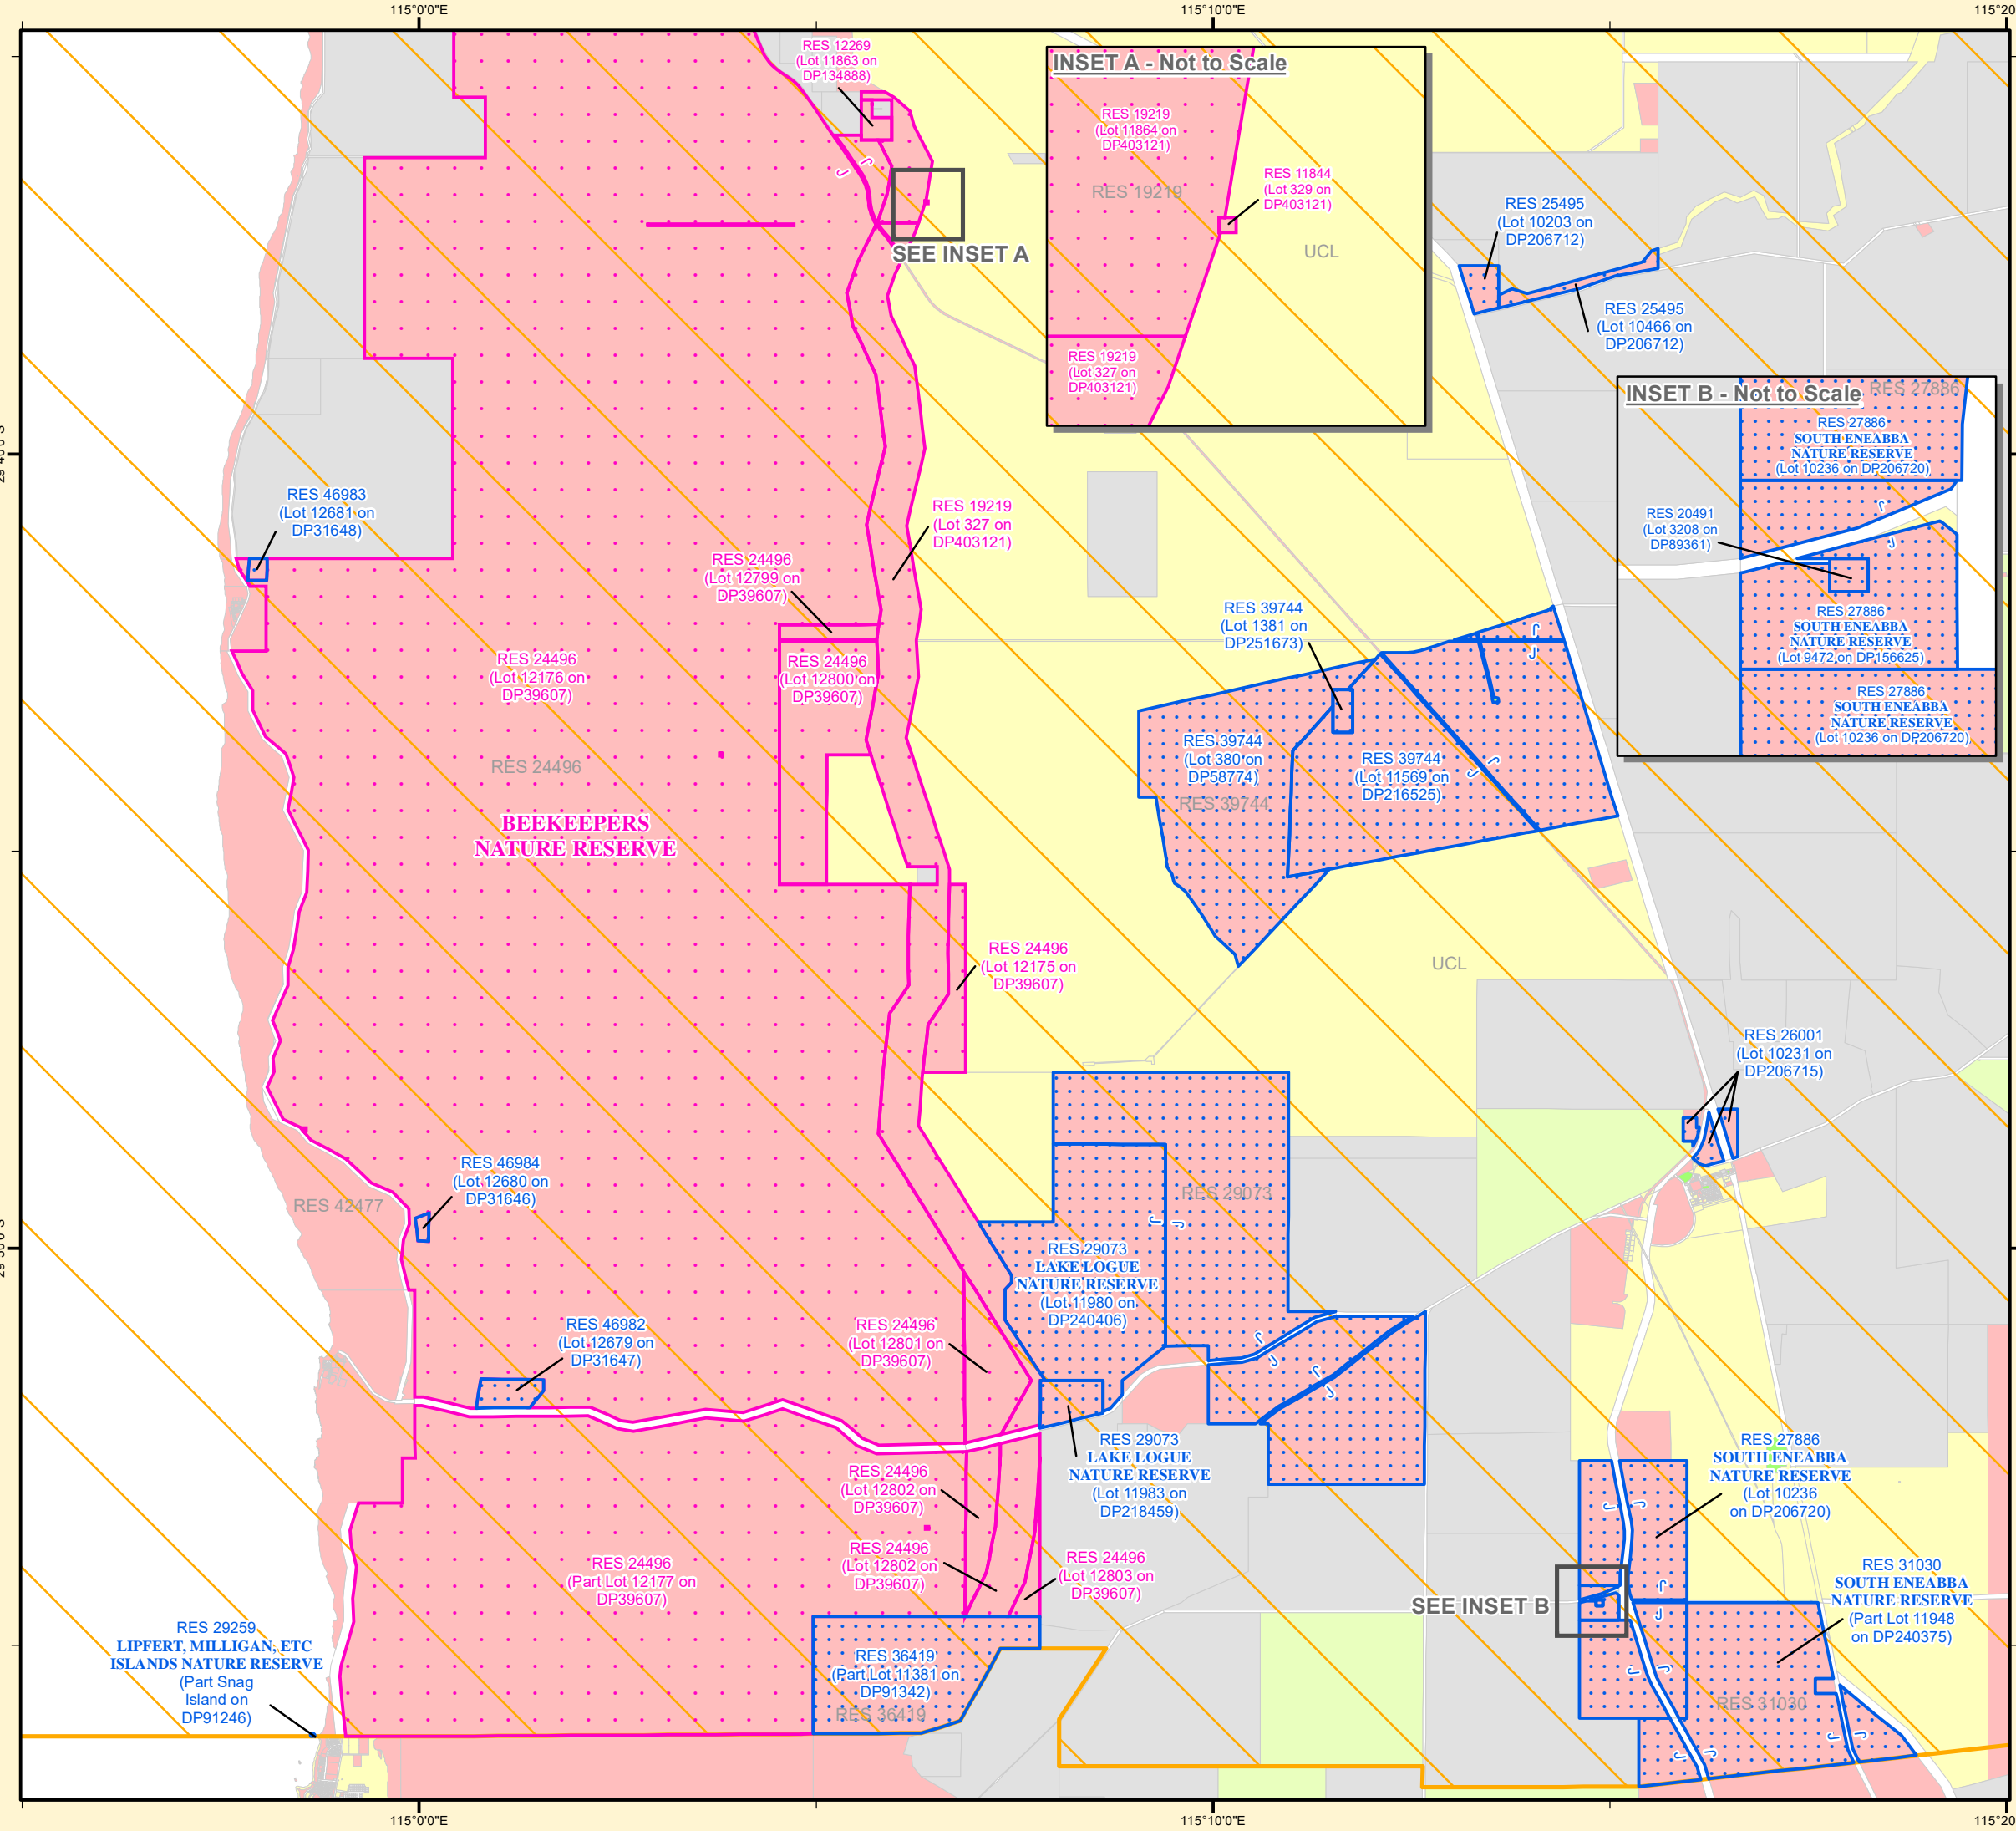 115°0'0"E
115°10'0"E
115°20
RES 12269
(Lot 11863 on
DP134888)
INSET A - Not to Scale
RES 19219
(Lot 11864 on
DP403121)
RES 19219
RES 11844
(Lot 329 on
DP403121)
UCL
RES 19219
(Lot 327 on
DP403121)
SEE INSET A
RES 25495
(Lot 10203 on
DP206712)
RES 25495
(Lot 10466 on
DP206712)
INSET B - Not to Scale
RES 27886
RES 27886
SOUTH ENEABBA
NATURE RESERVE
(Lot 10236 on DP206720)
RES 20491
(Lot 3208 on
DP89361)
RES 27886
SOUTH ENEABBA
NATURE RESERVE
(Lot 9472 on DP156625)
RES 27886
SOUTH ENEABBA
NATURE RESERVE
(Lot 10236 on DP206720)
RES 46983
(Lot 12681 on
DP31648)
RES 19219
(Lot 327 on
DP403121)
RES 24496
(Lot 12799 on
DP39607)
RES 24496
(Lot 12176 on
DP39607)
RES 24496
(Lot 12800 on
DP39607)
RES 39744
(Lot 1381 on
DP251673)
RES 39744
(Lot 380 on
DP58774)
RES 39744
RES 39744
(Lot 11569 on
DP216525)
RES 24496
BEEKEEPERS
NATURE RESERVE
RES 24496
(Lot 12175 on
DP39607)
UCL
RES 26001
(Lot 10231 on
DP206715)
RES 46984
(Lot 12680 on
DP31646)
RES 42477
RES 29073
RES 29073
LAKE LOGUE
NATURE RESERVE
(Lot 11980 on
DP240406)
RES 46982
(Lot 12679 on
DP31647)
RES 24496
(Lot 12801 on
DP39607)
RES 29073
LAKE LOGUE
NATURE RESERVE
(Lot 11983 on
DP218459)
RES 24496
(Lot 12802 on
DP39607)
RES 24496
(Lot 12802 on
DP39607)
RES 24496
(Lot 12803 on
DP39607)
RES 24496
(Part Lot 12177 on
DP39607)
RES 27886
SOUTH ENEABBA
NATURE RESERVE
(Lot 10236
on DP206720)
SEE INSET B
RES 31030
SOUTH ENEABBA
NATURE RESERVE
(Part Lot 11948
on DP240375)
RES 31030
RES 29259
LIPFERT, MILLIGAN, ETC
ISLANDS NATURE RESERVE
(Part Snag
Island on
DP91246)
RES 36419
(Part Lot 11381 on
DP91342)
RES 36419
115°0'0"E
115°10'0"E
115°20